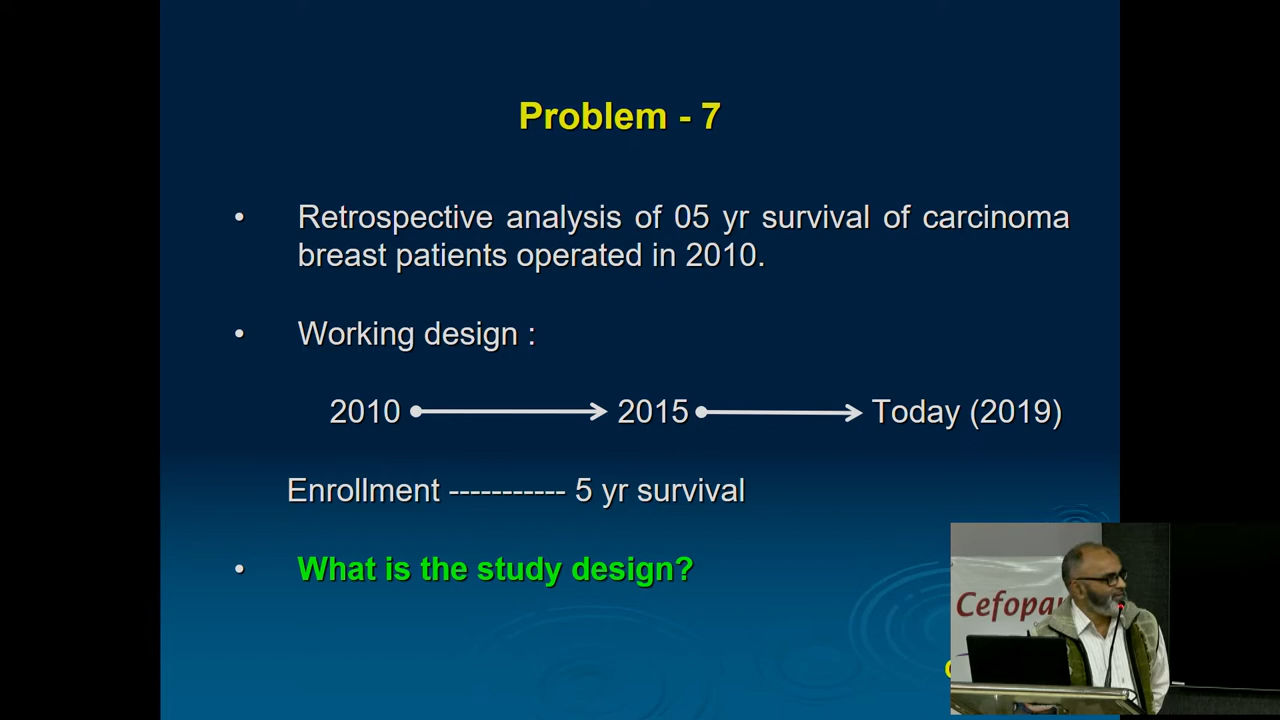 Problem - 7
• Retrospective analysis of 05 yr survival of carcinoma
breast patients operated in 2010.
• Working design :
2010 2015 Today (2019)
Enrollment ----------- 5 yr survival
• What is the study design?